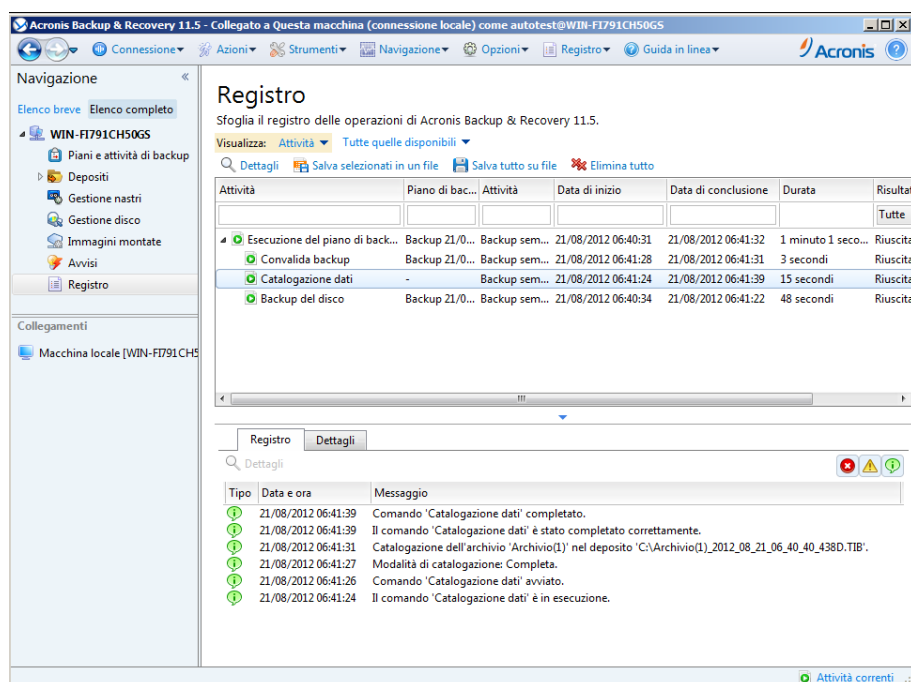 Acronis Backup & Recovery 11.5 - Collegato a Questa macchina (connessione locale) come autotest@WIN-FI791CH50GS
Connessione Azioni Strumenti Navigazione Opzioni Registro Guida in linea Acronis
Navigazione
Elenco breve Elenco completo
WIN-FI791CH50GS
Piani e attività di backup
Depositi
Gestione nastri
Gestione disco
Immagini montate
Avvisi
Registro
Collegamenti
Macchina locale [WIN-FI791CH5
Registro
Sfoglia il registro delle operazioni di Acronis Backup & Recovery 11.5.
Visualizza: Attività Tutte quelle disponibili
Dettagli Salva selezionati in un file Salva tutto su file Elimina tutto
Attività Piano di bac... Attività Data di inizio Data di conclusione Durata Risultat
Tutte
Esecuzione del piano di back... Backup 21/0... Backup sem... 21/08/2012 06:40:31 21/08/2012 06:41:32 1 minuto 1 seco... Riuscita
Convalida backup Backup 21/0... Backup sem... 21/08/2012 06:41:28 21/08/2012 06:41:31 3 secondi Riuscita
Catalogazione dati - Backup sem... 21/08/2012 06:41:24 21/08/2012 06:41:39 15 secondi Riuscita
Backup del disco Backup 21/0... Backup sem... 21/08/2012 06:40:34 21/08/2012 06:41:22 48 secondi Riuscita
Registro Dettagli
Dettagli
Tipo Data e ora Messaggio
21/08/2012 06:41:39 Comando 'Catalogazione dati' completato.
21/08/2012 06:41:39 Il comando 'Catalogazione dati' è stato completato correttamente.
21/08/2012 06:41:31 Catalogazione dell'archivio 'Archivio(1)' nel deposito 'C:\Archivio(1)_2012_08_21_06_40_40_438D.TIB'.
21/08/2012 06:41:27 Modalità di catalogazione: Completa.
21/08/2012 06:41:26 Comando 'Catalogazione dati' avviato.
21/08/2012 06:41:24 Il comando 'Catalogazione dati' è in esecuzione.
Attività correnti